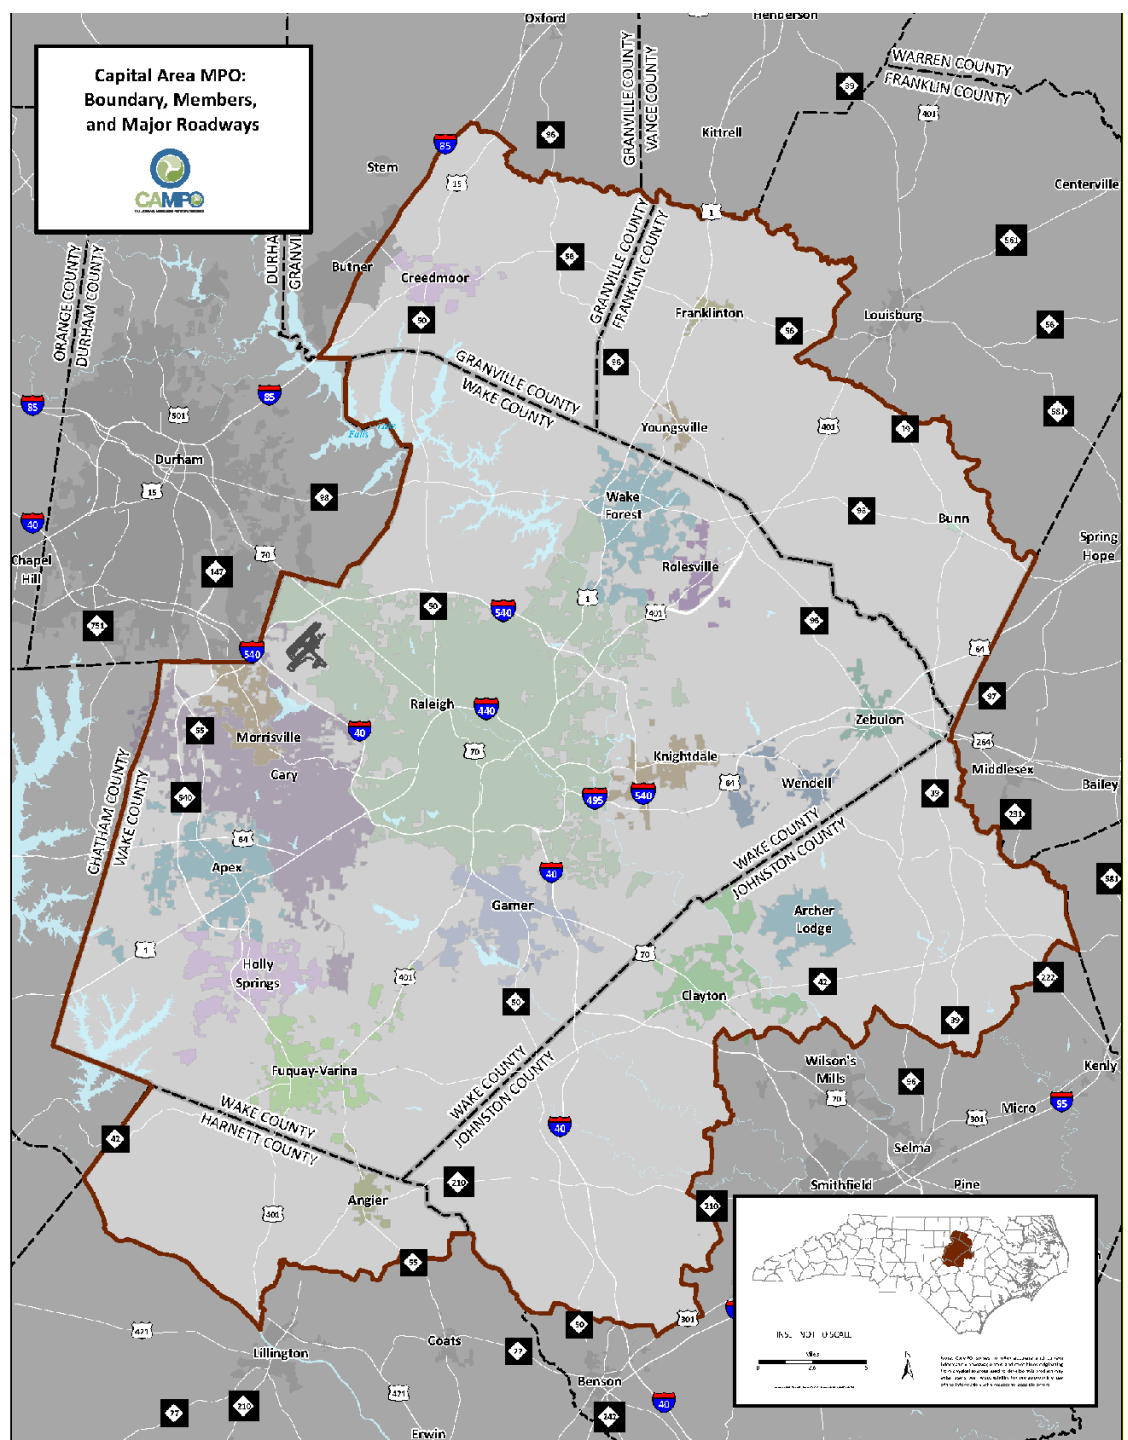 Oxford
Henderson
Capital Area MPO:
Boundary, Members,
and Major Roadways
CAMPO
WARREN COUNTY
FRANKLIN COUNTY
GRANVILLE COUNTY
VANCE COUNTY
39
401
96
Kittrell
85
Stem
15
Centerville
1
561
ORANGE COUNTY
DURHAM COUNTY
Butner
Creedmoor
56
GRANVILLE COUNTY
FRANKLIN COUNTY
50
Franklinton
56
Louisburg
56
96
GRANVILLE COUNTY
WAKE COUNTY
85
85
501
Falls
Youngsville
401
39
581
Durham
15
98
Wake
Forest
98
Bunn
40
Spring
Hope
Chapel
Hill
70
147
Rolesville
50
540
1
401
96
751
540
64
97
Raleigh
440
Zebulon
55
Morrisville
40
70
264
Cary
Knightdale
Middlesex
64
Wendell
Bailey
540
495
540
39
231
CHATHAM COUNTY
WAKE COUNTY
64
Apex
40
WAKE COUNTY
JOHNSTON COUNTY
581
Garner
Archer
Lodge
1
Holly
Springs
401
70
Clayton
42
222
50
39
Fuquay-Varina
WAKE COUNTY
JOHNSTON COUNTY
Wilson's
Mills
96
Kenly
70
Micro
95
301
WAKE COUNTY
HARNETT COUNTY
42
40
Selma
Angier
210
Smithfield
Pine
401
210
55
421
Lillington
Coats
50
301
27
Benson
421
27
210
242
40
Erwin
Miles
N